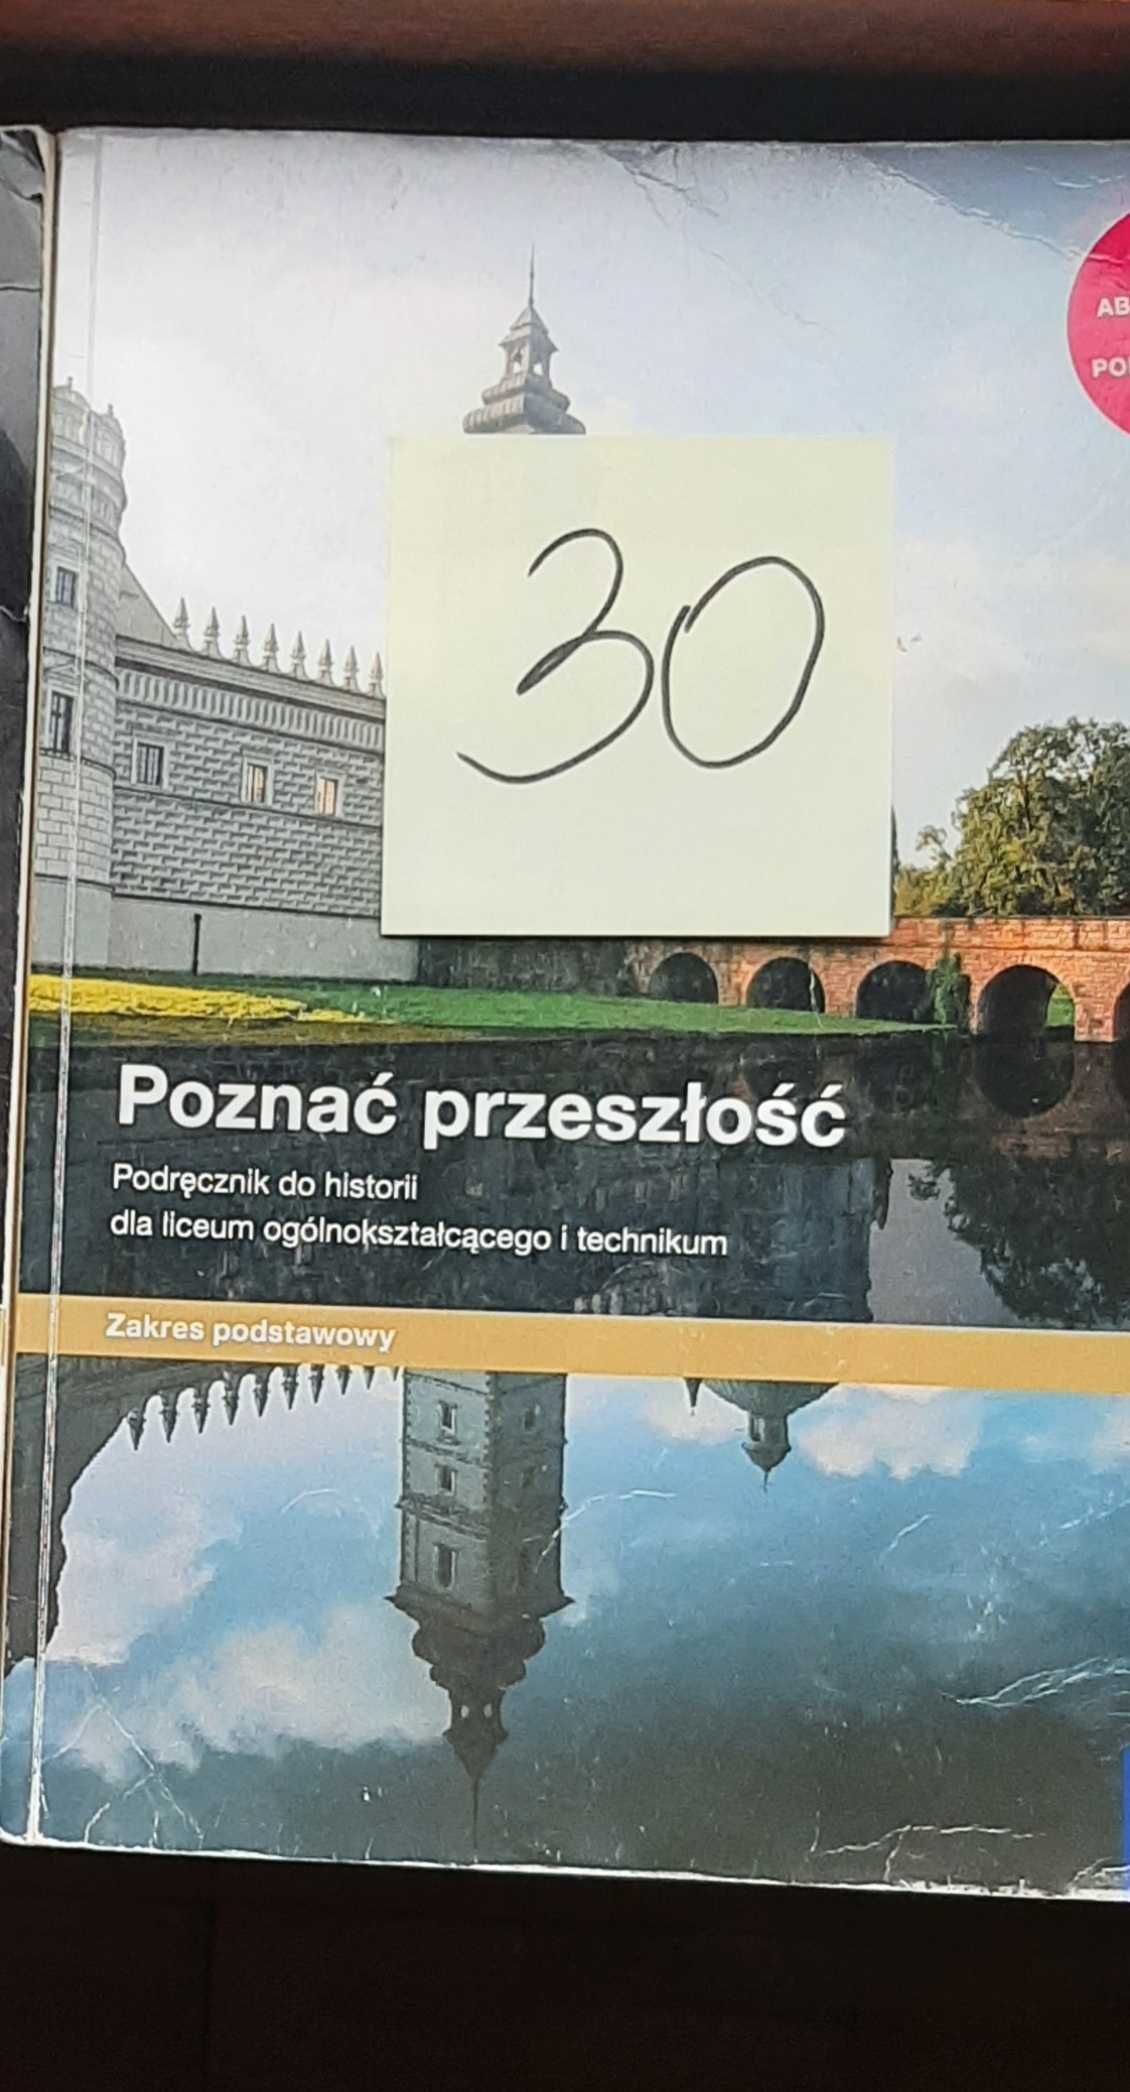 30
Poznać przeszłość
Podręcznik do historii
dla liceum ogólnokształcącego i technikum
Zakres podstawowy